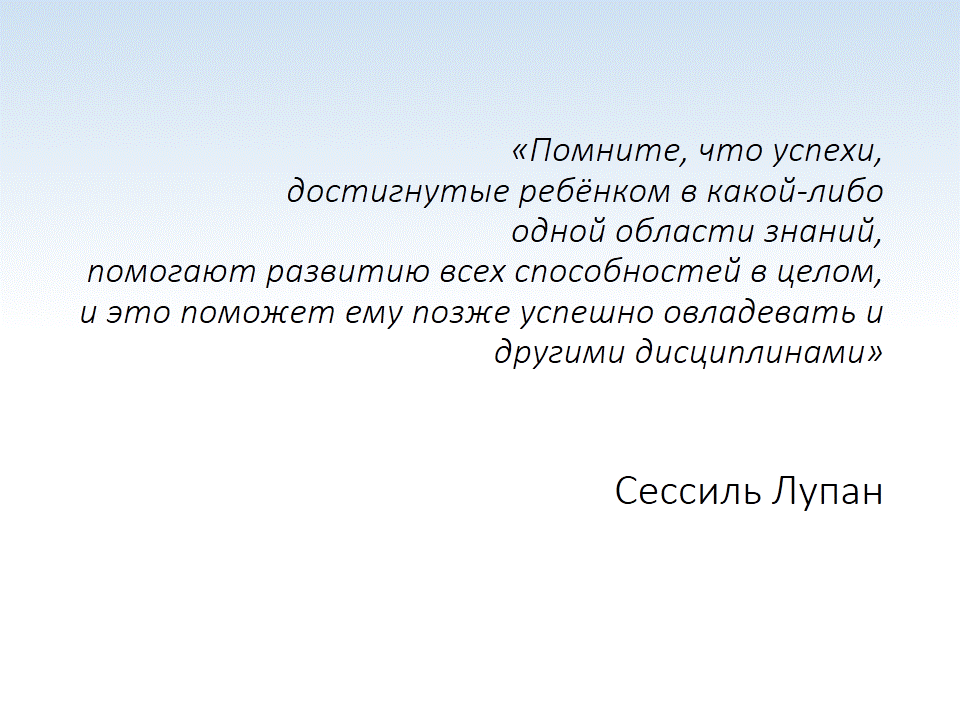 «Помните, что успехи,
достигнутые ребёнком в какой-либо
одной области знаний,
помогают развитию всех способностей в целом,
и это поможет ему позже успешно овладевать и
другими дисциплинами»
Сессиль Лупан